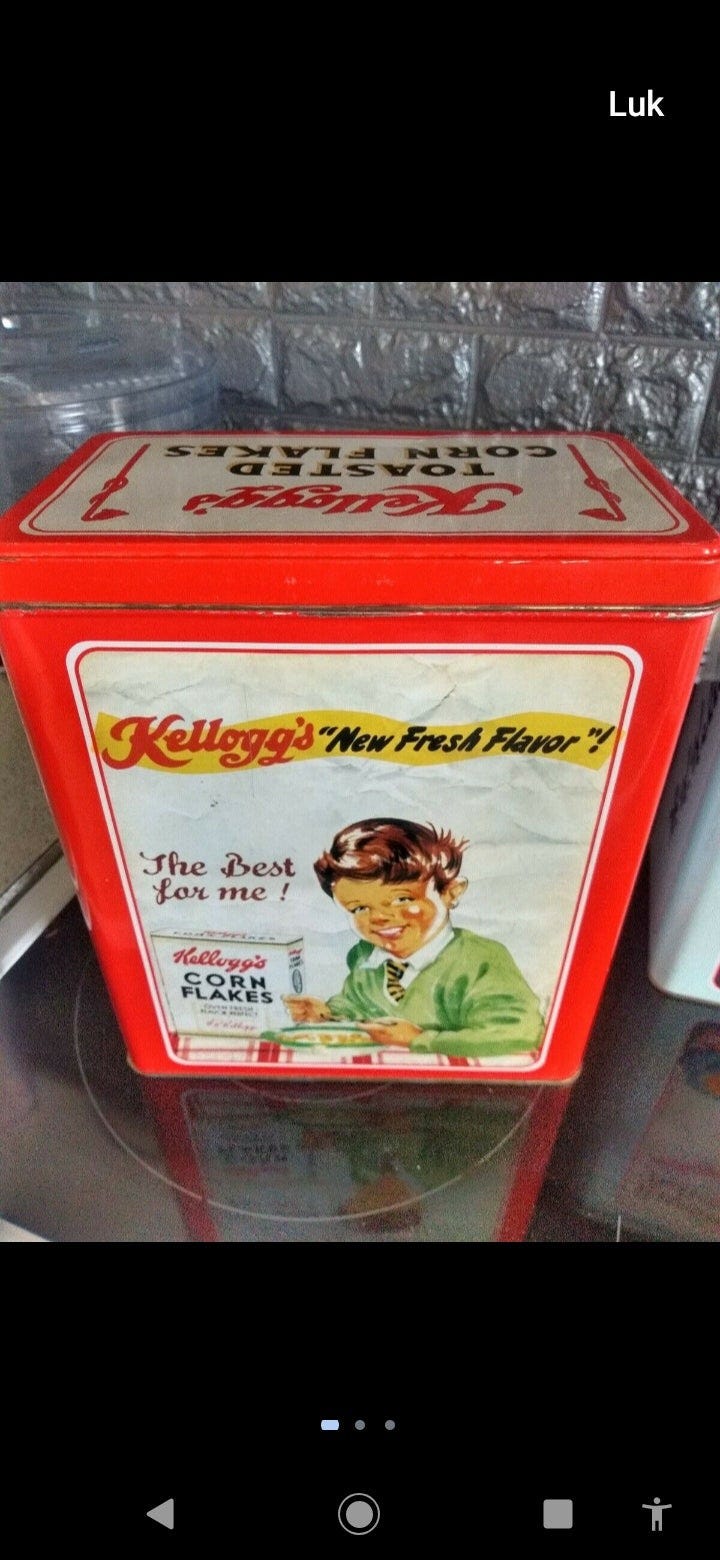 Luk
Kellogg's
TOASTED
CORN FLAKES
Kellogg's "New Fresh Flavor"!
The Best
for me !
Kellogg's
CORN
FLAKES